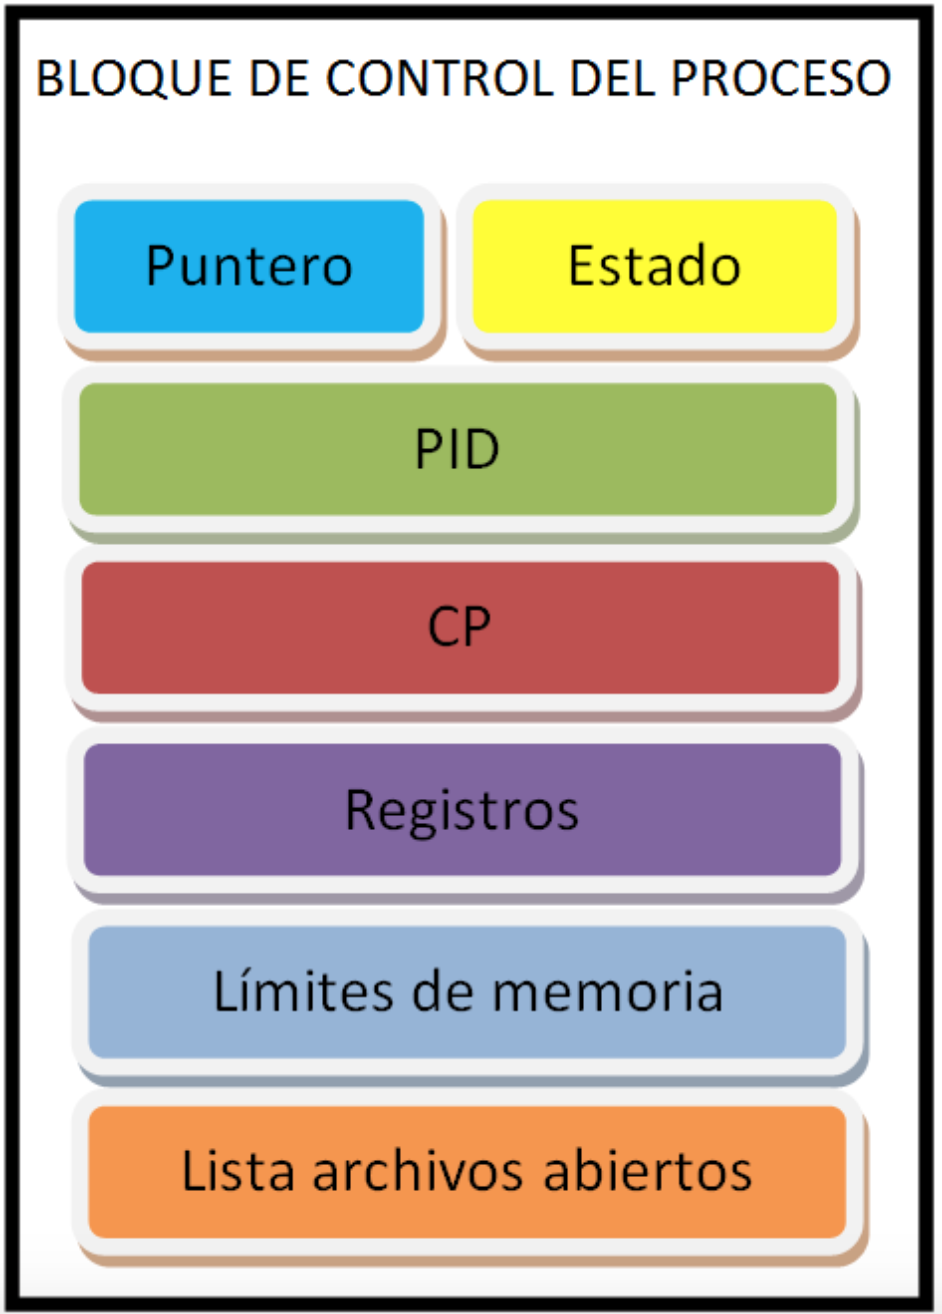 BLOQUE DE CONTROL DEL PROCESO
Puntero
Estado
PID
CP
Registros
Límites de memoria
Lista archivos abiertos